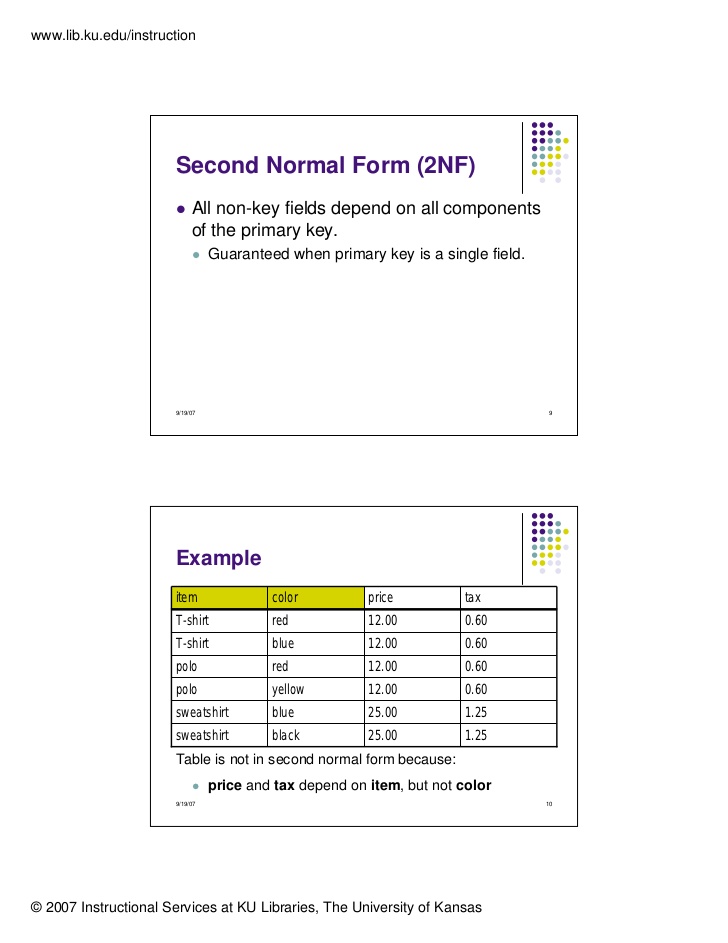 www.lib.ku.edu/instruction
Second Normal Form (2NF)
All non-key fields depend on all components
of the primary key.
Guaranteed when primary key is a single field.
9/19/07 9
Example
item color price tax
T-shirt red 12.00 0.60
T-shirt blue 12.00 0.60
polo red 12.00 0.60
polo yellow 12.00 0.60
sweatshirt blue 25.00 1.25
sweatshirt black 25.00 1.25
Table is not in second normal form because:
price and tax depend on item, but not color
9/19/07 10
© 2007 Instructional Services at KU Libraries, The University of Kansas